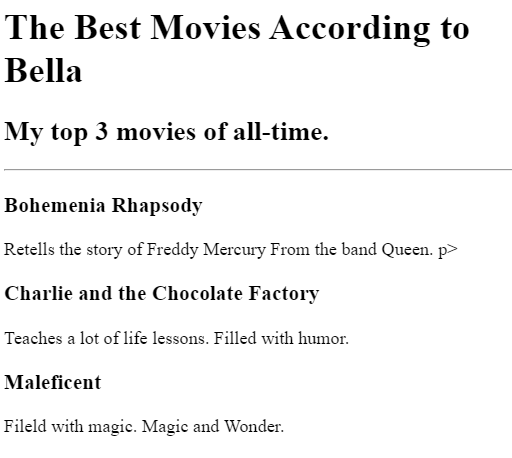 The Best Movies According to
Bella
My top 3 movies of all-time.
Bohemenia Rhapsody
Retells the story of Freddy Mercury From the band Queen. p>
Charlie and the Chocolate Factory
Teaches a lot of life lessons. Filled with humor.
Maleficent
Fileld with magic. Magic and Wonder.